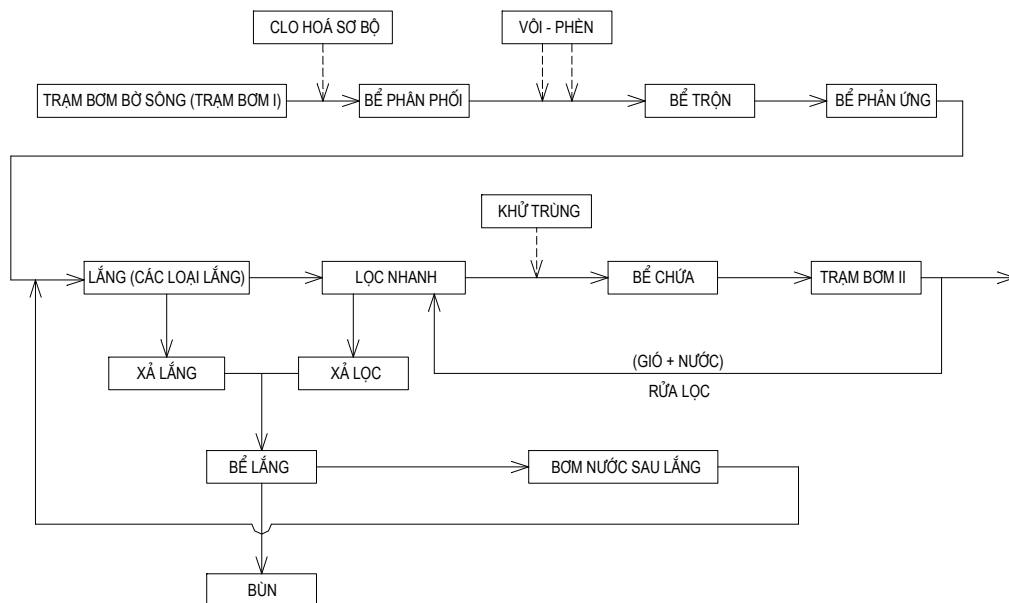 CLO HOÁ SƠ BỘ
VÔI - PHÈN
TRẠM BƠM BỜ SÔNG (TRẠM BƠM I)
BỂ PHÂN PHỐI
BỂ TRỘN
BỂ PHẢN ỨNG
KHỬ TRÙNG
LẮNG (CÁC LOẠI LẮNG)
LỌC NHANH
BỂ CHỨA
TRẠM BƠM II
(GIÓ + NƯỚC)
RỬA LỌC
XẢ LẮNG
XẢ LỌC
BỂ LẮNG
BƠM NƯỚC SAU LẮNG
BÙN